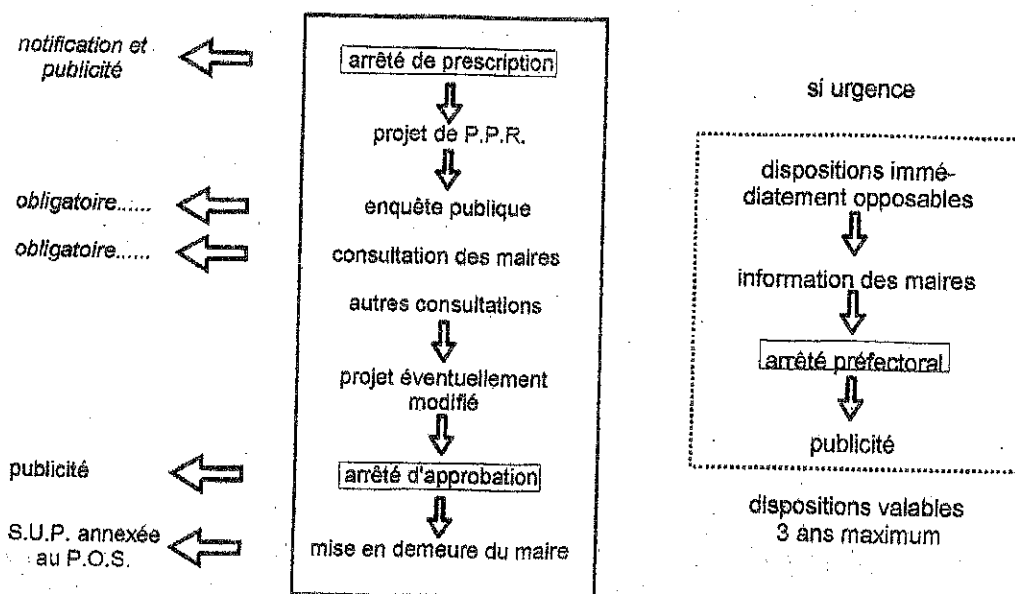 notification et
publicité
obligatoire......
obligatoire......
publicité
S.U.P. annexée
au P.O.S.
arrêté de prescription
projet de P.P.R.
enquête publique
consultation des maires
autres consultations
projet éventuellement
modifié
arrêté d'approbation
mise en demeure du maire
si urgence
dispositions immé-
diatement opposables
information des maires
arrêté préfectoral
publicité
dispositions valables
3 ans maximum